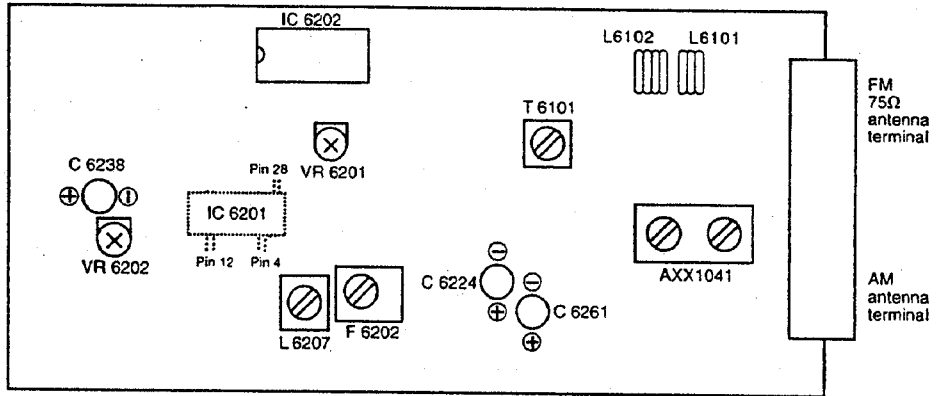 IC 6202
L6102
L6101
FM
75Ω
antenna
terminal
T 6101
C 6238
Pin 28
VR 6201
IC 6201
VR 6202
Pin 12
Pin 4
AXX1041
C 6224
C 6261
AM
antenna
terminal
L 6207
F 6202